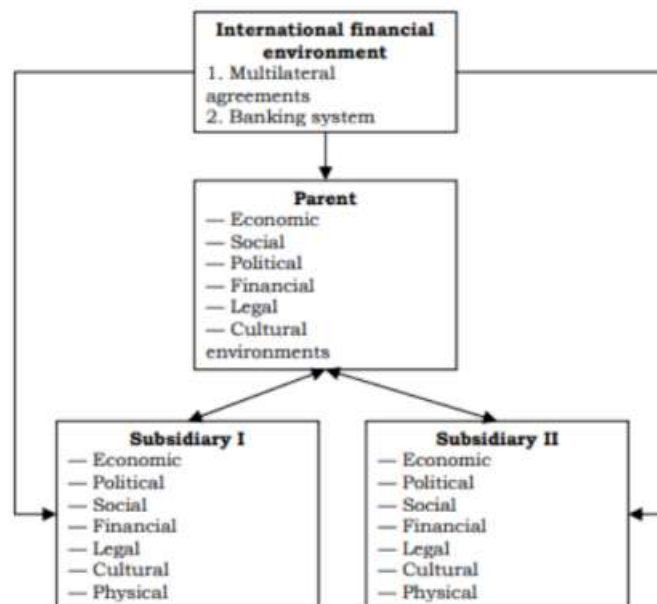 International financial
environment
1. Multilateral
agreements
2. Banking system
Parent
— Economic
— Social
— Political
— Financial
— Legal
— Cultural
environments
Subsidiary I
— Economic
— Political
— Social
— Financial
— Legal
— Cultural
— Physical
Subsidiary II
— Economic
— Political
— Social
— Financial
— Legal
— Cultural
— Physical